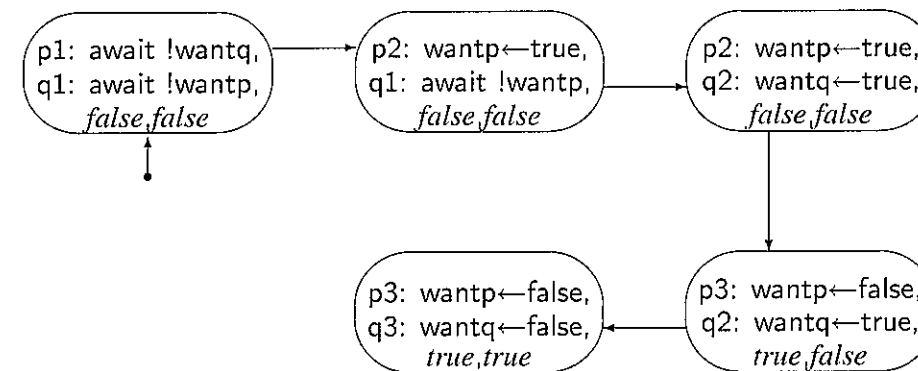 p1: await !wantq,
q1: await !wantp,
false,false
p2: wantp←true,
q1: await !wantp,
false,false
p2: wantp←true,
q2: wantq←true,
false,false
p3: wantp←false,
q3: wantq←false,
true,true
p3: wantp←false,
q2: wantq←true,
true,false